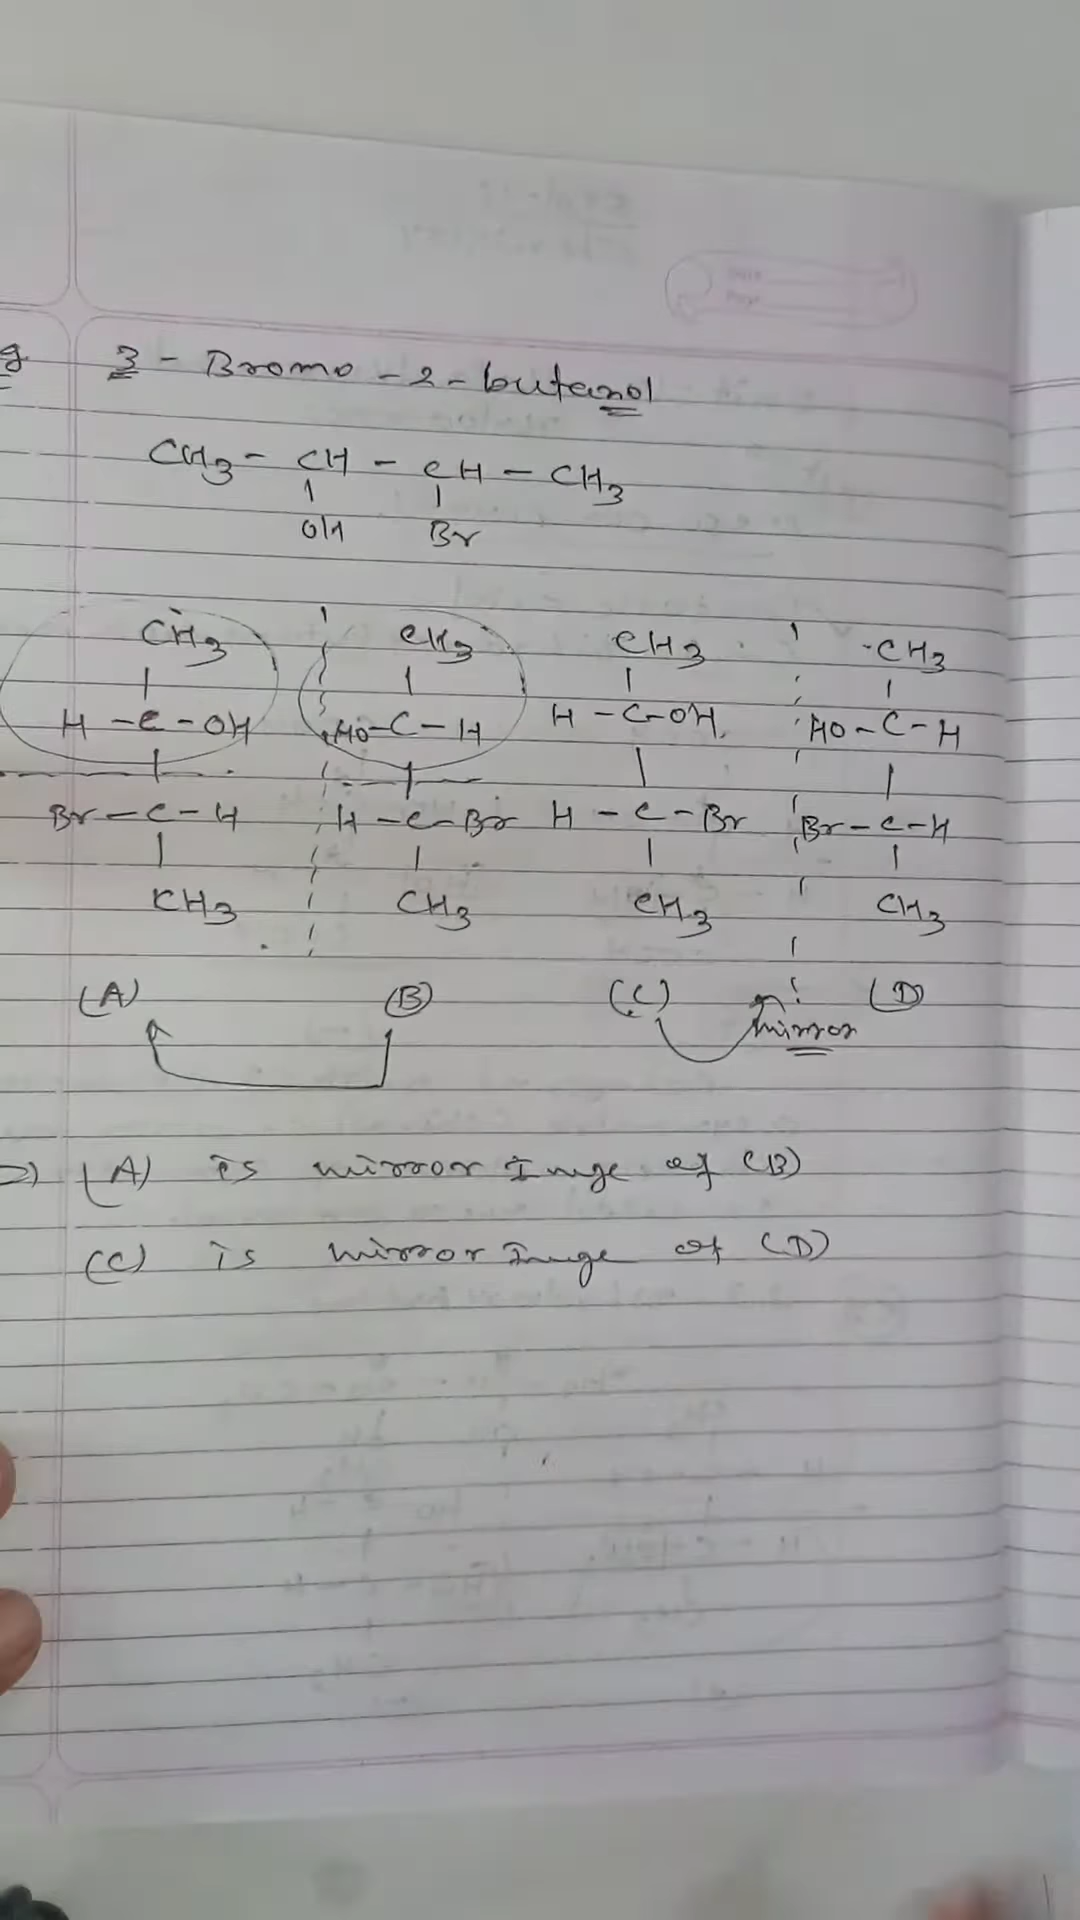 3 - Bromo - 2 - butanol
CH3 - CH - CH - CH3
OH Br
CH3 CH3 CH3 CH3
H - C - OH HO - C - H H - C - OH HO - C - H
Br - C - H H - C - Br H - C - Br Br - C - H
CH3 CH3 CH3 CH3
(A) (B) (C) (D)
mirror
(A) is mirror Image of (B)
(C) is mirror Image of (D)